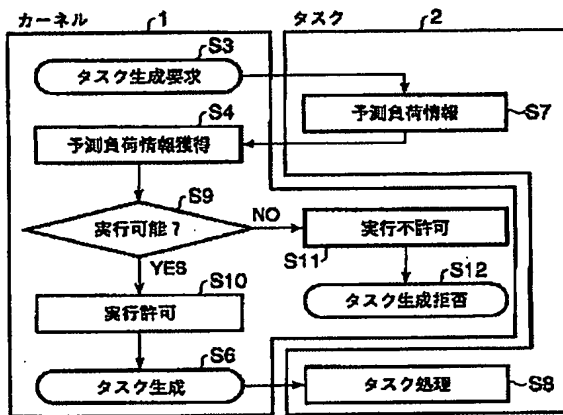 カーネル 1 タスク 2
S3
タスク生成要求
S4
予測負荷情報 S7
予測負荷情報獲得
S9
実行可能? NO 実行不許可
S11
YES
S12
S10
タスク生成拒否
実行許可
S6
タスク生成 タスク処理 S8